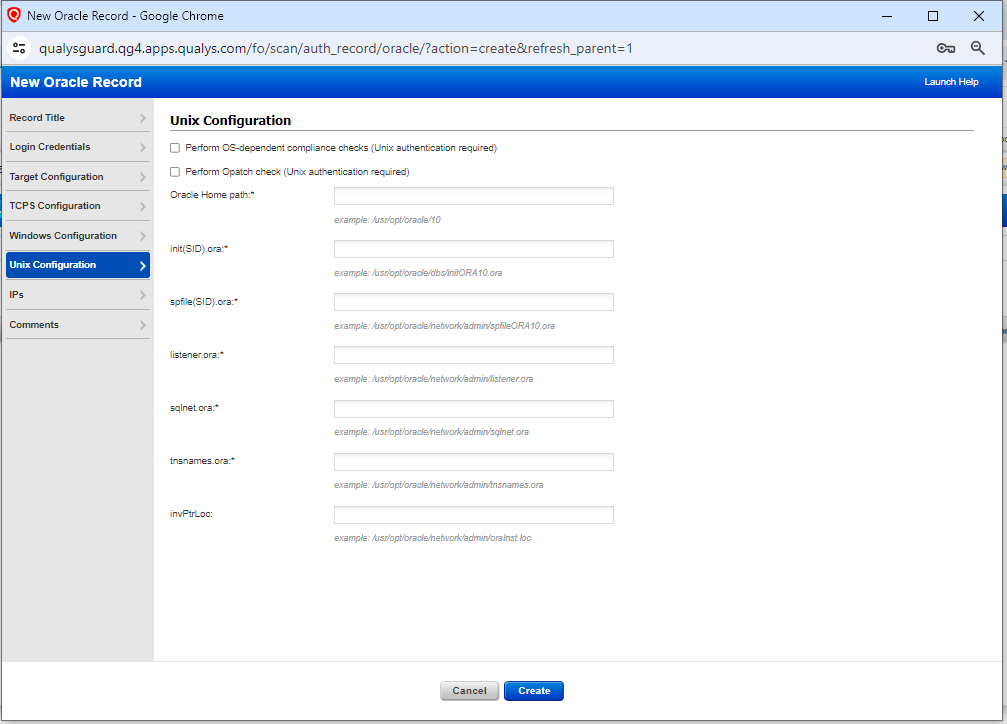 New Oracle Record - Google Chrome
qualysguard.qg4.apps.qualys.com/fo/scan/auth_record/oracle/?action=create&refresh_parent=1
New Oracle Record
Launch Help
Record Title
Login Credentials
Target Configuration
TCPS Configuration
Windows Configuration
Unix Configuration
IPs
Comments
Unix Configuration
Perform OS-dependent compliance checks (Unix authentication required)
Perform Opatch check (Unix authentication required)
Oracle Home path:*
example: /usr/opt/oracle/10
init(SID).ora:*
example: /usr/opt/oracle/dbs/initORA10.ora
spfile(SID).ora:*
example: /usr/opt/oracle/network/admin/spfileORA10.ora
listener.ora:*
example: /usr/opt/oracle/network/admin/listener.ora
sqlnet.ora:*
example: /usr/opt/oracle/network/admin/sqlnet.ora
tnsnames.ora:*
example: /usr/opt/oracle/network/admin/tnsnames.ora
invPtrLoc:
example: /usr/opt/oracle/network/admin/oraInst.loc
Cancel
Create